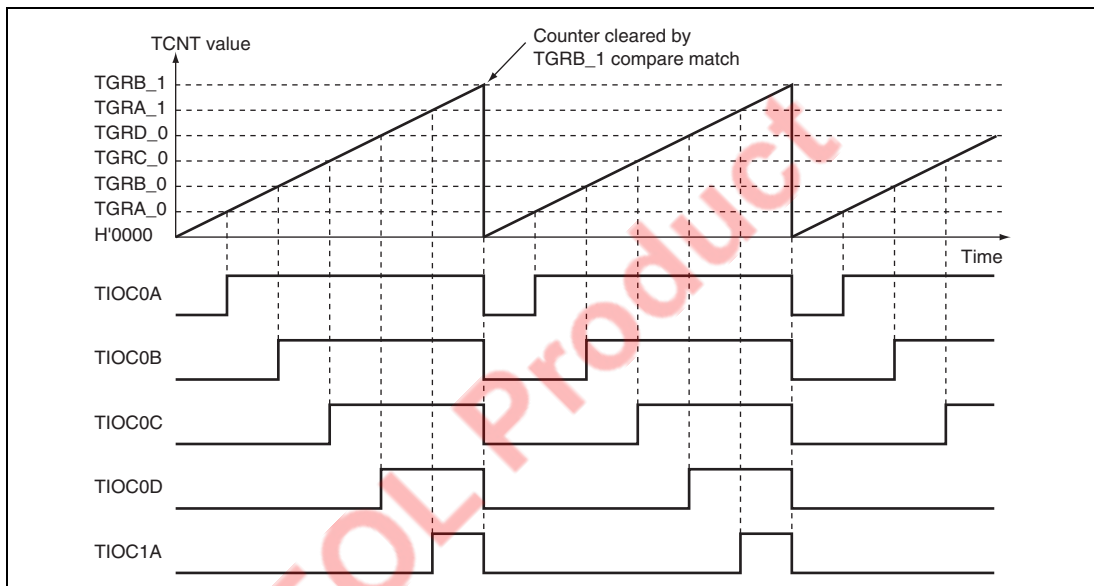 TCNT value
Counter cleared by
TGRB_1 compare match
TGRB_1
TGRA_1
TGRD_0
TGRC_0
TGRB_0
TGRA_0
H'0000
Time
TIOC0A
TIOC0B
TIOC0C
TIOC0D
TIOC1A
OL Product